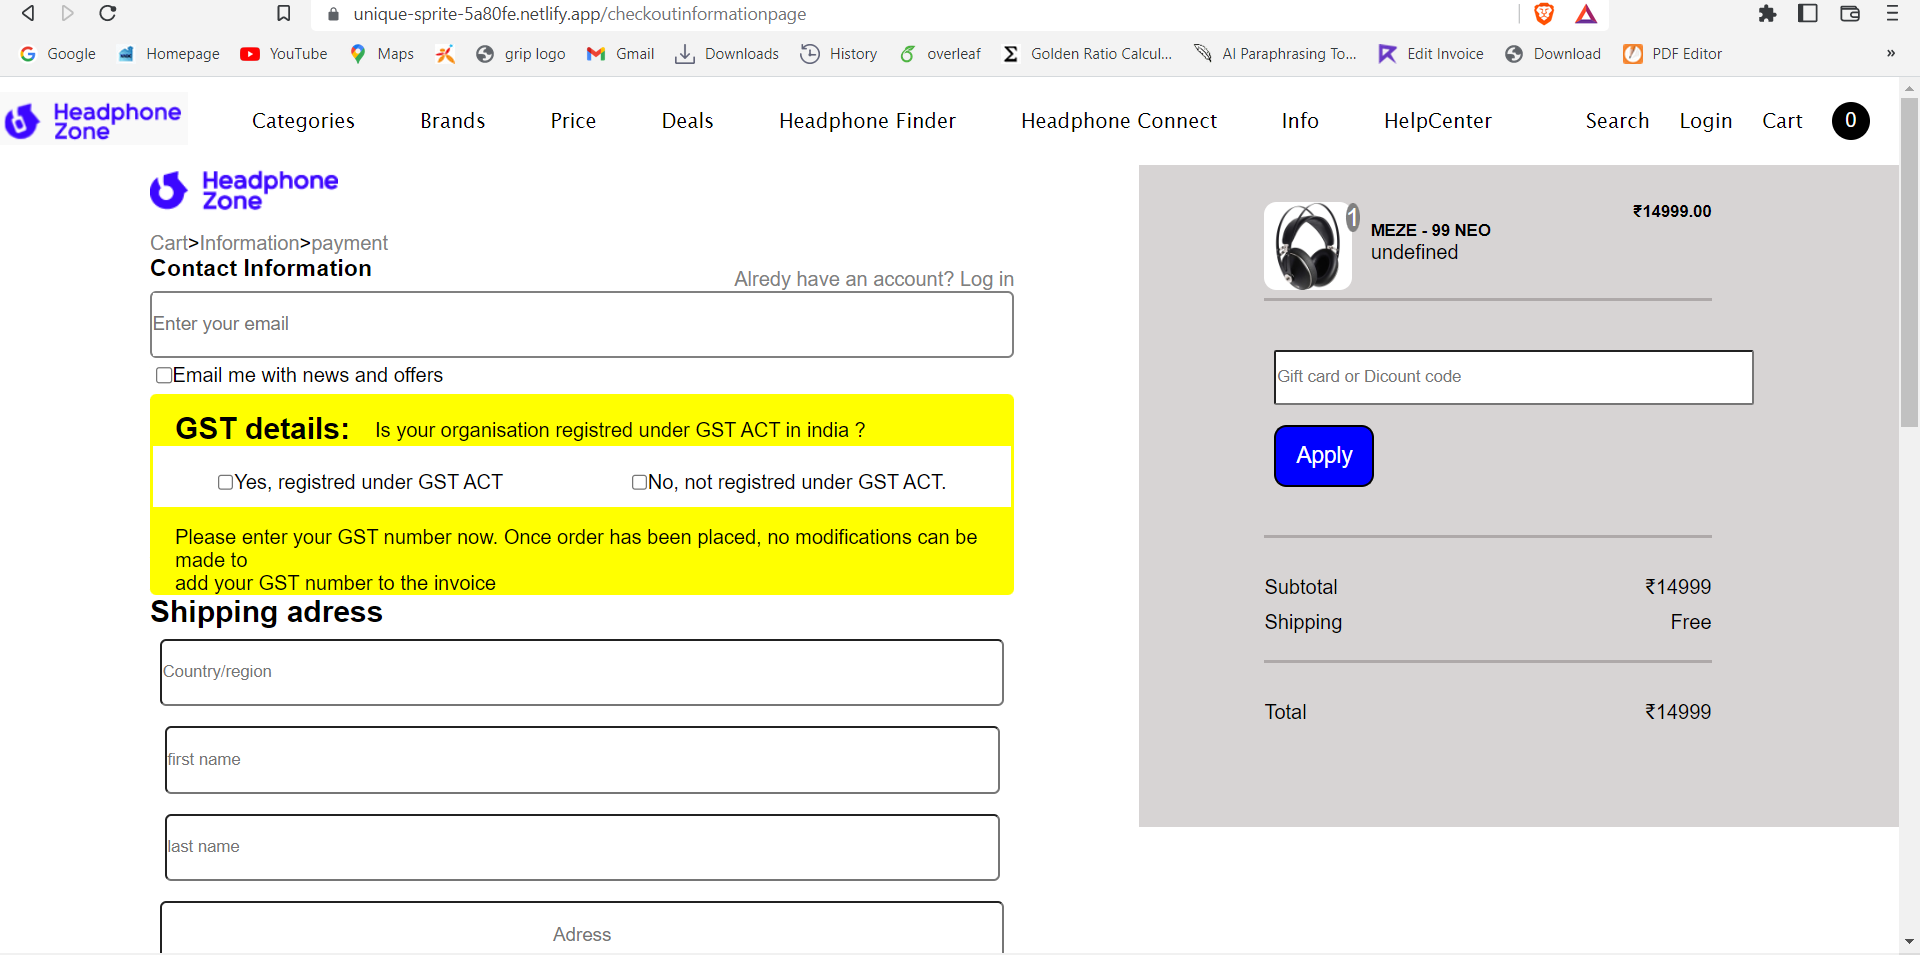 unique-sprite-5a80fe.netlify.app/checkoutinformationpage
Google Homepage YouTube Maps grip logo Gmail Downloads History overleaf Golden Ratio Calcul... AI Paraphrasing To... Edit Invoice Download PDF Editor »
Headphone
Zone
Categories Brands Price Deals Headphone Finder Headphone Connect Info HelpCenter Search Login Cart 0
Headphone
Zone
Cart>Information>payment
Contact Information
Alredy have an account? Log in
Enter your email
Email me with news and offers
GST details: Is your organisation registred under GST ACT in india ?
Yes, registred under GST ACT No, not registred under GST ACT.
Please enter your GST number now. Once order has been placed, no modifications can be
made to
add your GST number to the invoice
Shipping adress
Country/region
first name
last name
Adress
1
₹14999.00
MEZE - 99 NEO
undefined
Gift card or Dicount code
Apply
Subtotal ₹14999
Shipping Free
Total ₹14999